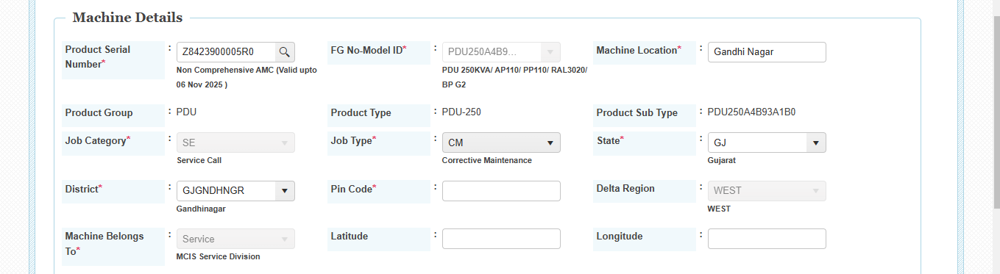 Machine Details
Product Serial Number* : Z8423900005R0 FG No-Model ID* : PDU250A4B9... Machine Location* : Gandhi Nagar
Non Comprehensive AMC (Valid upto 06 Nov 2025 ) PDU 250KVA/ AP110/ PP110/ RAL3020/ BP G2
Product Group : PDU Product Type : PDU-250 Product Sub Type : PDU250A4B93A1B0
Job Category* : SE Job Type* : CM State* : GJ
Service Call Corrective Maintenance Gujarat
District* : GJGNDHNGR Pin Code* : Delta Region : WEST
Gandhinagar WEST
Machine Belongs To* : Service Latitude : Longitude :
MCIS Service Division